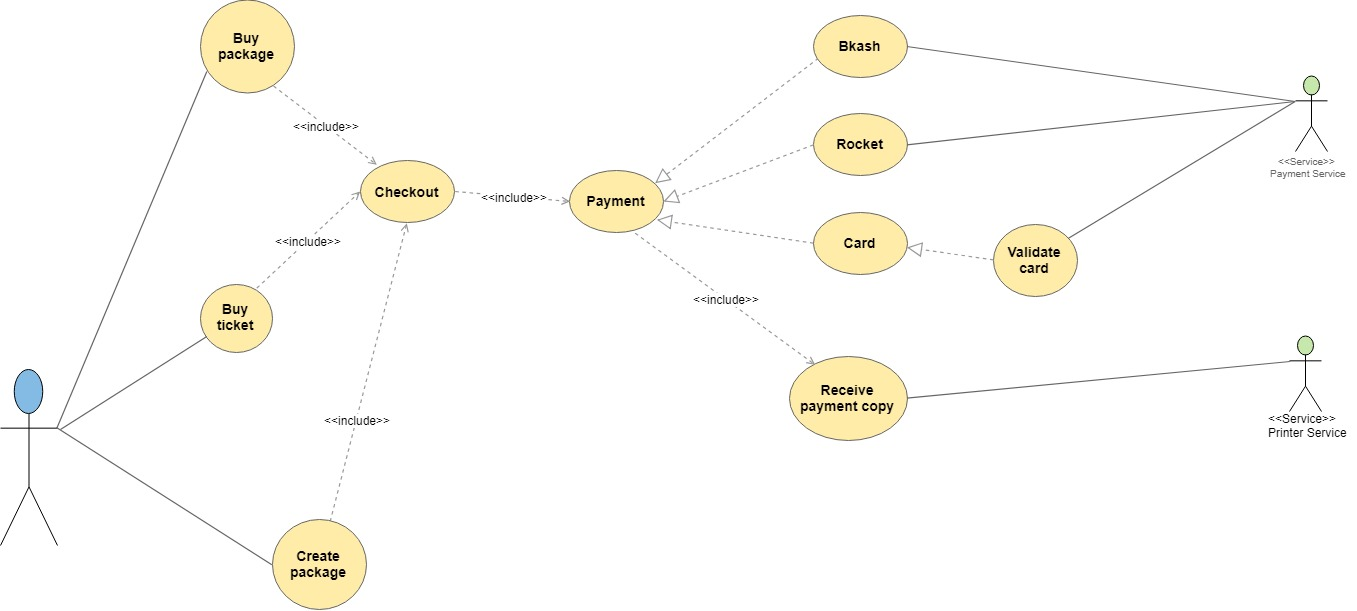 Buy
package
Bkash
<<include>>
Rocket
<<Service>>
Payment Service
Checkout
<<include>>
Payment
<<include>>
Card
Validate
card
<<include>>
Buy
ticket
Receive
payment copy
<<Service>>
Printer Service
<<include>>
Create
package